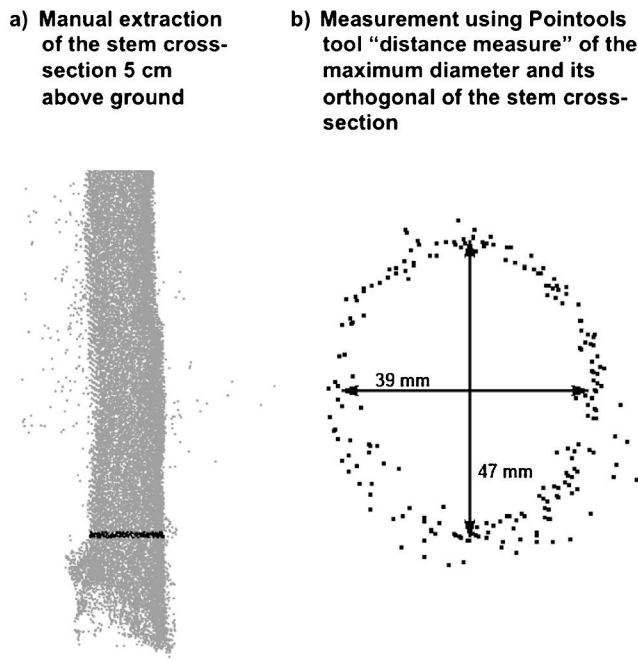 a) Manual extraction
of the stem cross-
section 5 cm
above ground
b) Measurement using Pointools
tool “distance measure” of the
maximum diameter and its
orthogonal of the stem cross-
section
39 mm
47 mm